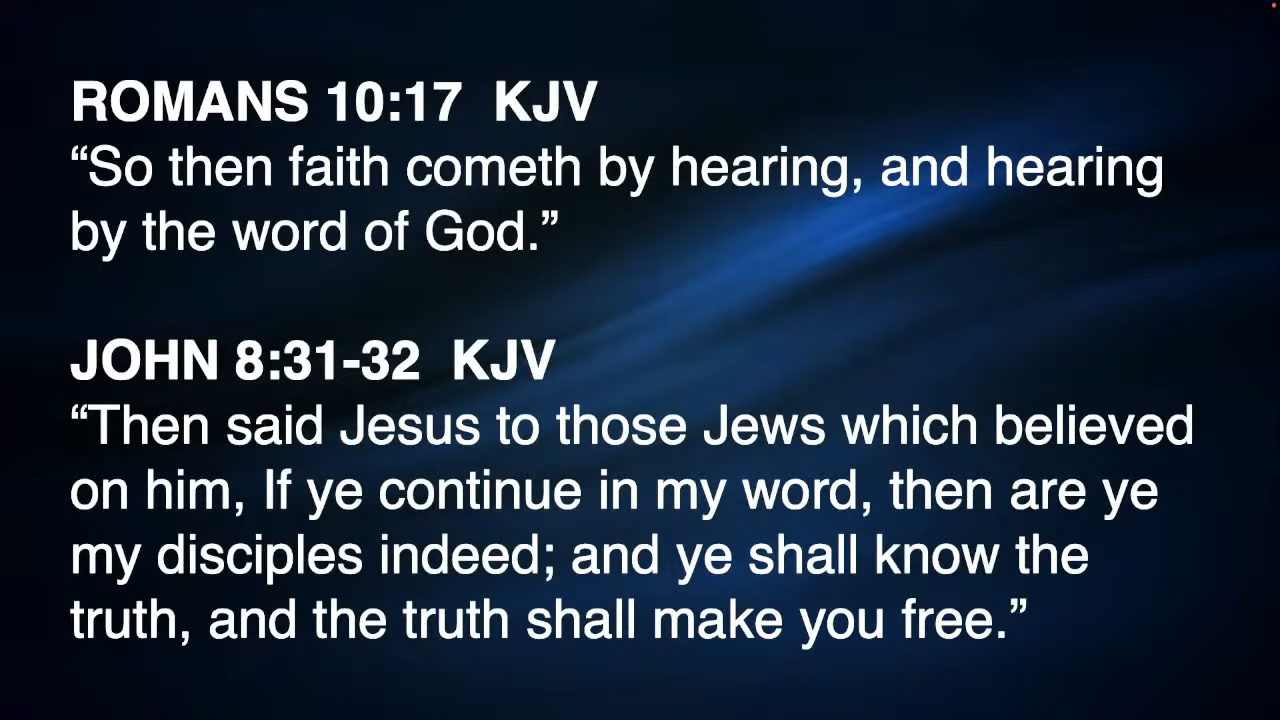 ROMANS 10:17  KJV
“So then faith cometh by hearing, and hearing
by the word of God.”
JOHN 8:31-32  KJV
“Then said Jesus to those Jews which believed
on him, If ye continue in my word, then are ye
my disciples indeed; and ye shall know the
truth, and the truth shall make you free.”